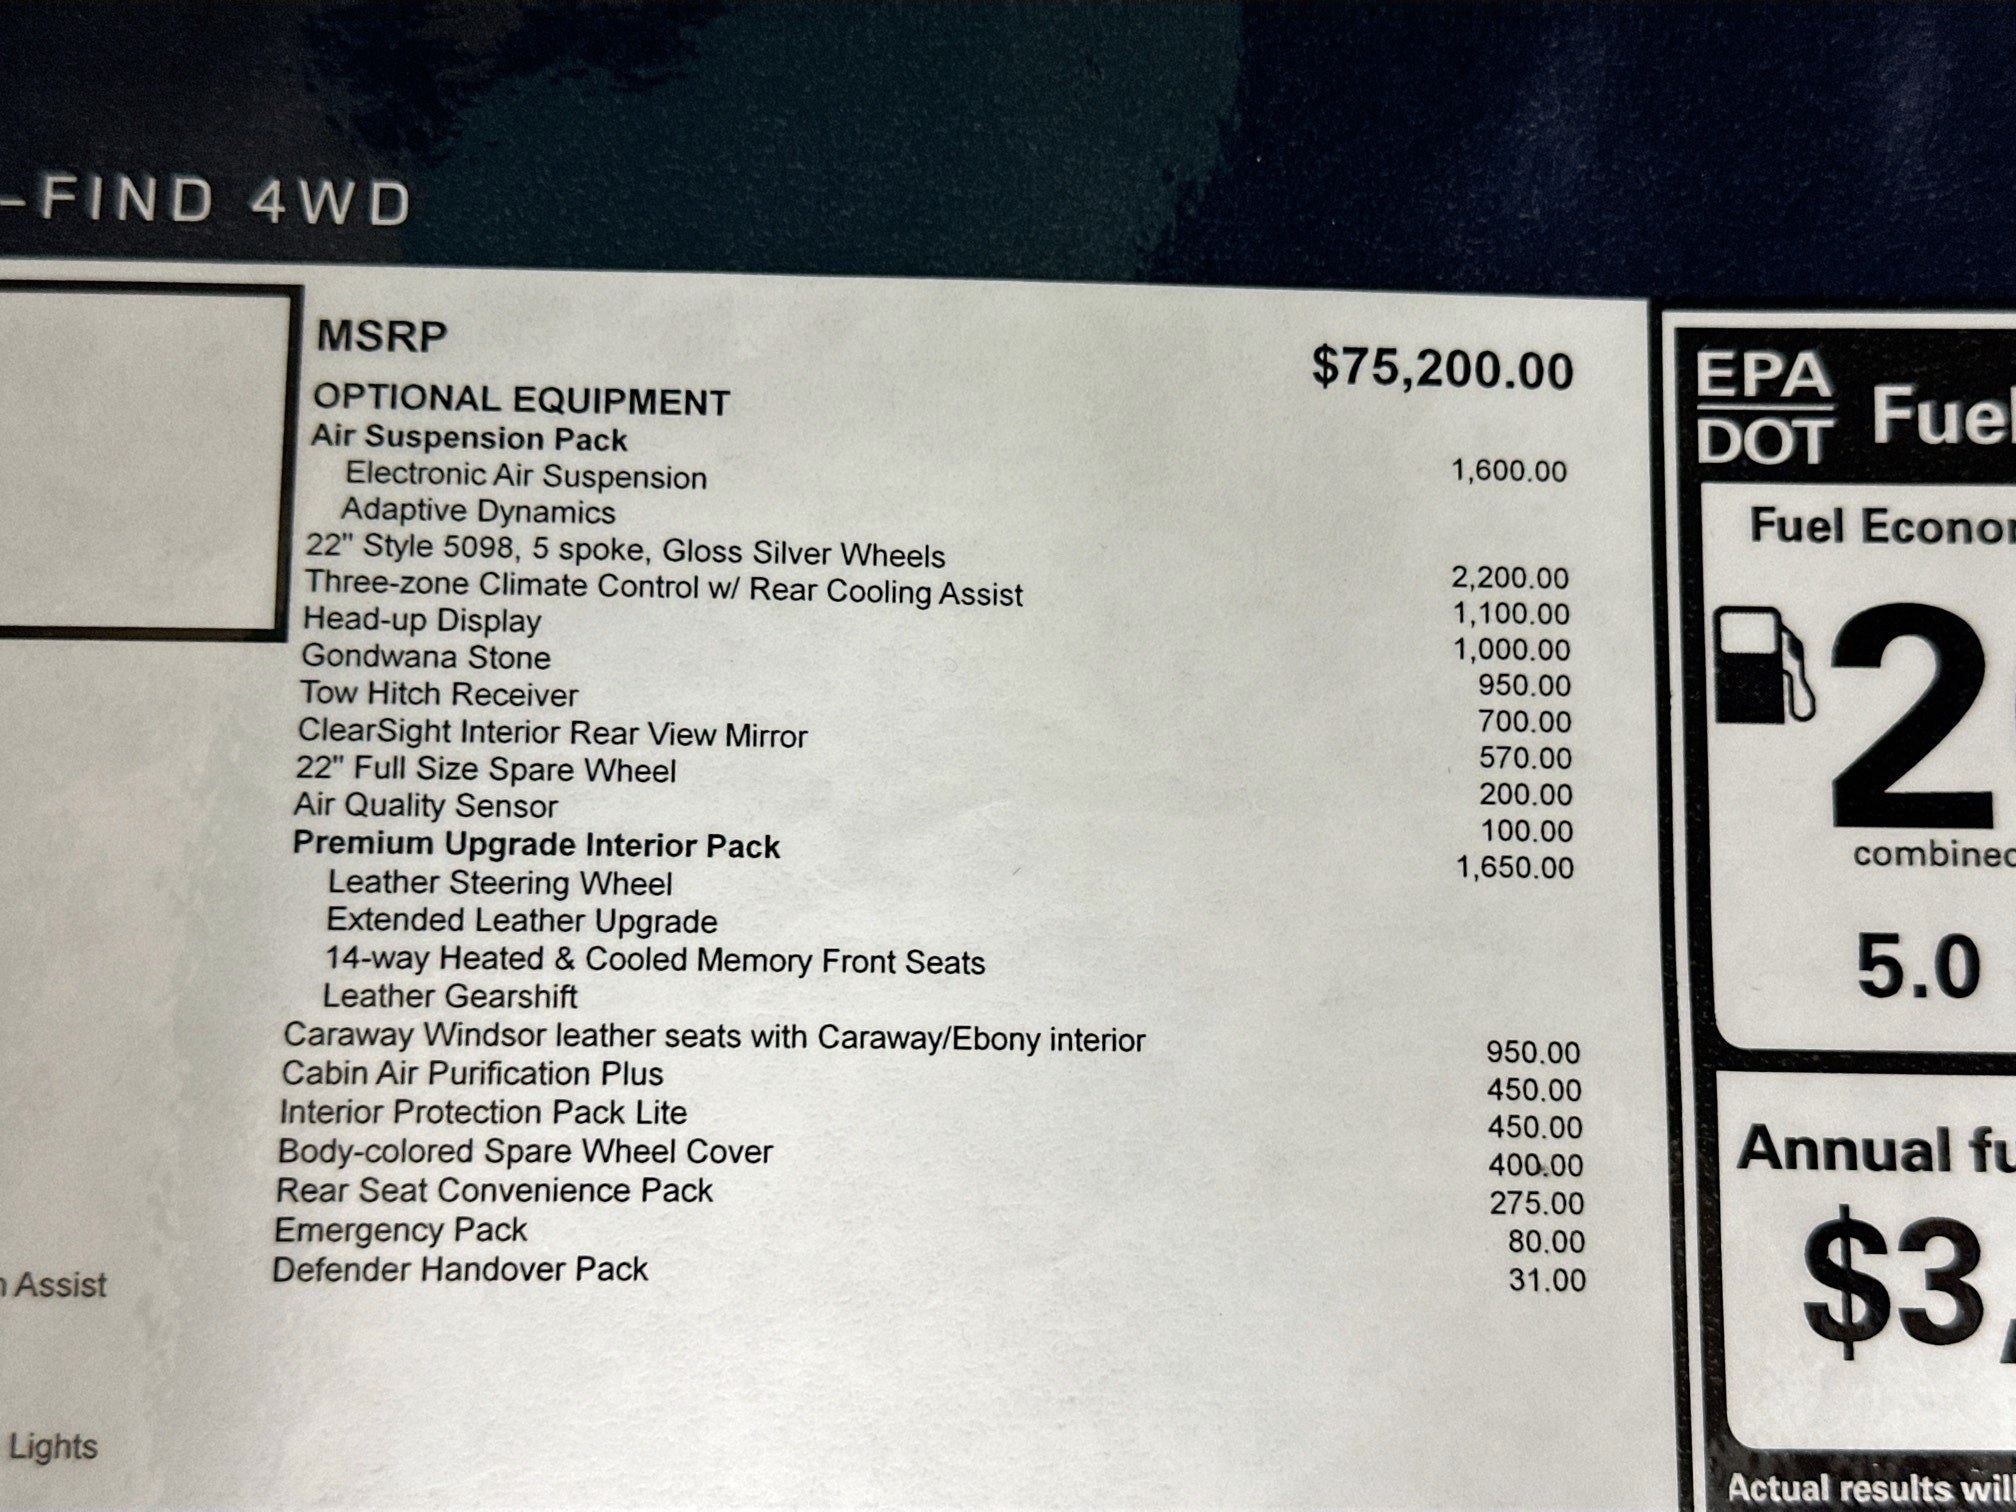 -FIND 4WD
MSRP $75,200.00
OPTIONAL EQUIPMENT
Air Suspension Pack 1,600.00
Electronic Air Suspension
Adaptive Dynamics
22" Style 5098, 5 spoke, Gloss Silver Wheels 2,200.00
Three-zone Climate Control w/ Rear Cooling Assist 1,100.00
Head-up Display 1,000.00
Gondwana Stone 950.00
Tow Hitch Receiver 700.00
ClearSight Interior Rear View Mirror 570.00
22" Full Size Spare Wheel 200.00
Air Quality Sensor 100.00
Premium Upgrade Interior Pack 1,650.00
Leather Steering Wheel
Extended Leather Upgrade
14-way Heated & Cooled Memory Front Seats
Leather Gearshift
Caraway Windsor leather seats with Caraway/Ebony interior 950.00
Cabin Air Purification Plus 450.00
Interior Protection Pack Lite 450.00
Body-colored Spare Wheel Cover 400.00
Rear Seat Convenience Pack 275.00
Emergency Pack 80.00
Defender Handover Pack 31.00
Assist
Lights
EPA
DOT
Fuel
Fuel Econo
2
combined
5.0
Annual fu
$3,
Actual results will